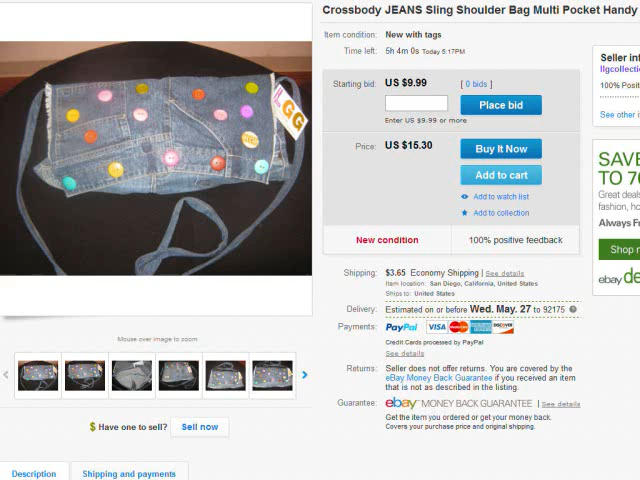 Crossbody JEANS Sling Shoulder Bag Multi Pocket Handy
Item condition: New with tags
Time left: 5h 4m 0s Today 5:17PM
Starting bid: US $9.99 [ 0 bids ]
Place bid
Enter US $9.99 or more
Price: US $15.30
Buy It Now
Add to cart
Add to watch list
Add to collection
New condition 100% positive feedback
Shipping: $3.65 Economy Shipping | See details
Item location: San Diego, California, United States
Ships to: United States
Delivery: Estimated on or before Wed. May. 27 to 92175
Payments: PayPal VISA MasterCard DISCOVER
Credit Cards processed by PayPal
See details
Returns: Seller does not offer returns. You are covered by the
eBay Money Back Guarantee if you received an item
that is not as described in the listing.
Guarantee: ebay MONEY BACK GUARANTEE | See details
Get the item you ordered or get your money back.
Covers your purchase price and original shipping.
LGG
Mouse over image to zoom
$ Have one to sell? Sell now
Description Shipping and payments
Seller inf
llgcollecti
100% Posit
See other i
SAVE
TO 7
Great deals
fashion, ho
Always F
Shop n
ebay de